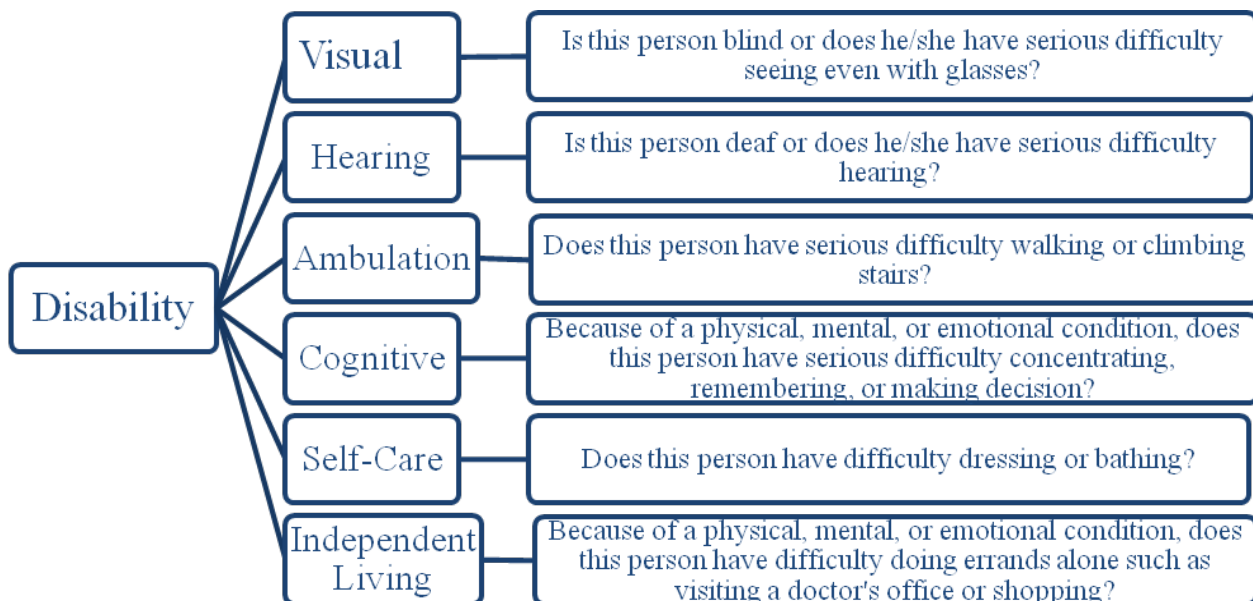 Disability
Visual
Is this person blind or does he/she have serious difficulty
seeing even with glasses?
Hearing
Is this person deaf or does he/she have serious difficulty
hearing?
Ambulation
Does this person have serious difficulty walking or climbing
stairs?
Cognitive
Because of a physical, mental, or emotional condition, does
this person have serious difficulty concentrating,
remembering, or making decision?
Self-Care
Does this person have difficulty dressing or bathing?
Independent
Living
Because of a physical, mental, or emotional condition, does
this person have difficulty doing errands alone such as
visiting a doctor's office or shopping?